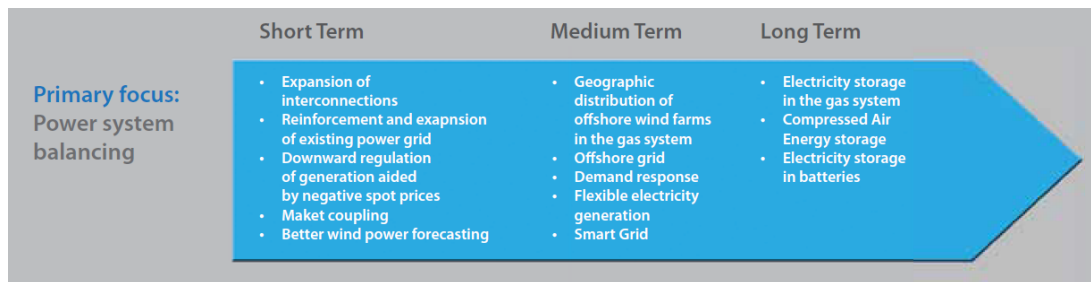 Short Term
Medium Term
Long Term
Primary focus:
Power system
balancing
• Expansion of
interconnections
• Reinforcement and exapnsion
of existing power grid
• Downward regulation
of generation aided
by negative spot prices
• Maket coupling
• Better wind power forecasting
• Geographic
distribution of
offshore wind farms
in the gas system
• Offshore grid
• Demand response
• Flexible electricity
generation
• Smart Grid
• Electricity storage
in the gas system
• Compressed Air
Energy storage
• Electricity storage
in batteries